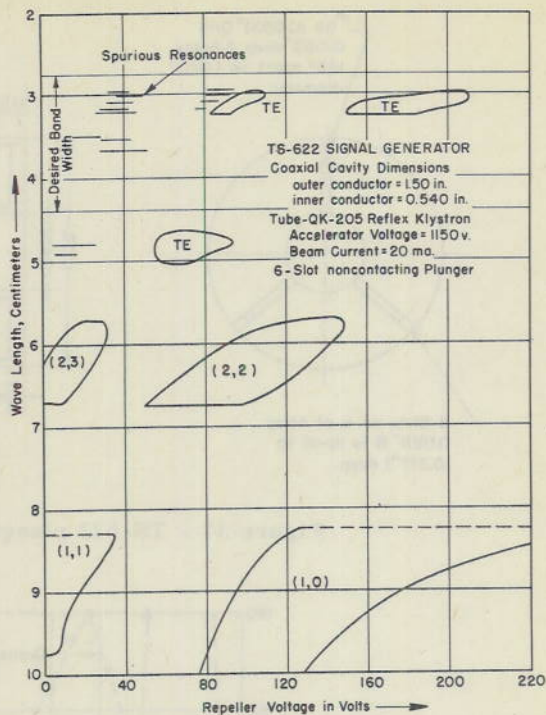 2
Spurious Resonances
3
TE
TE
Desired Band
Width
T6-622 SIGNAL GENERATOR
Coaxial Cavity Dimensions
outer conductor = 1.50 in.
inner conductor = 0.540 in.
4
Tube-QK-205 Reflex Klystron
Accelerator Voltage = 1150 v.
Beam Current = 20 ma.
6-Slot noncontacting Plunger
TE
5
Wave Length, Centimeters
6
(2,3)
(2,2)
7
8
(1,1)
9
(1,0)
10
0 40 80 120 160 200 220
Repeller Voltage in Volts